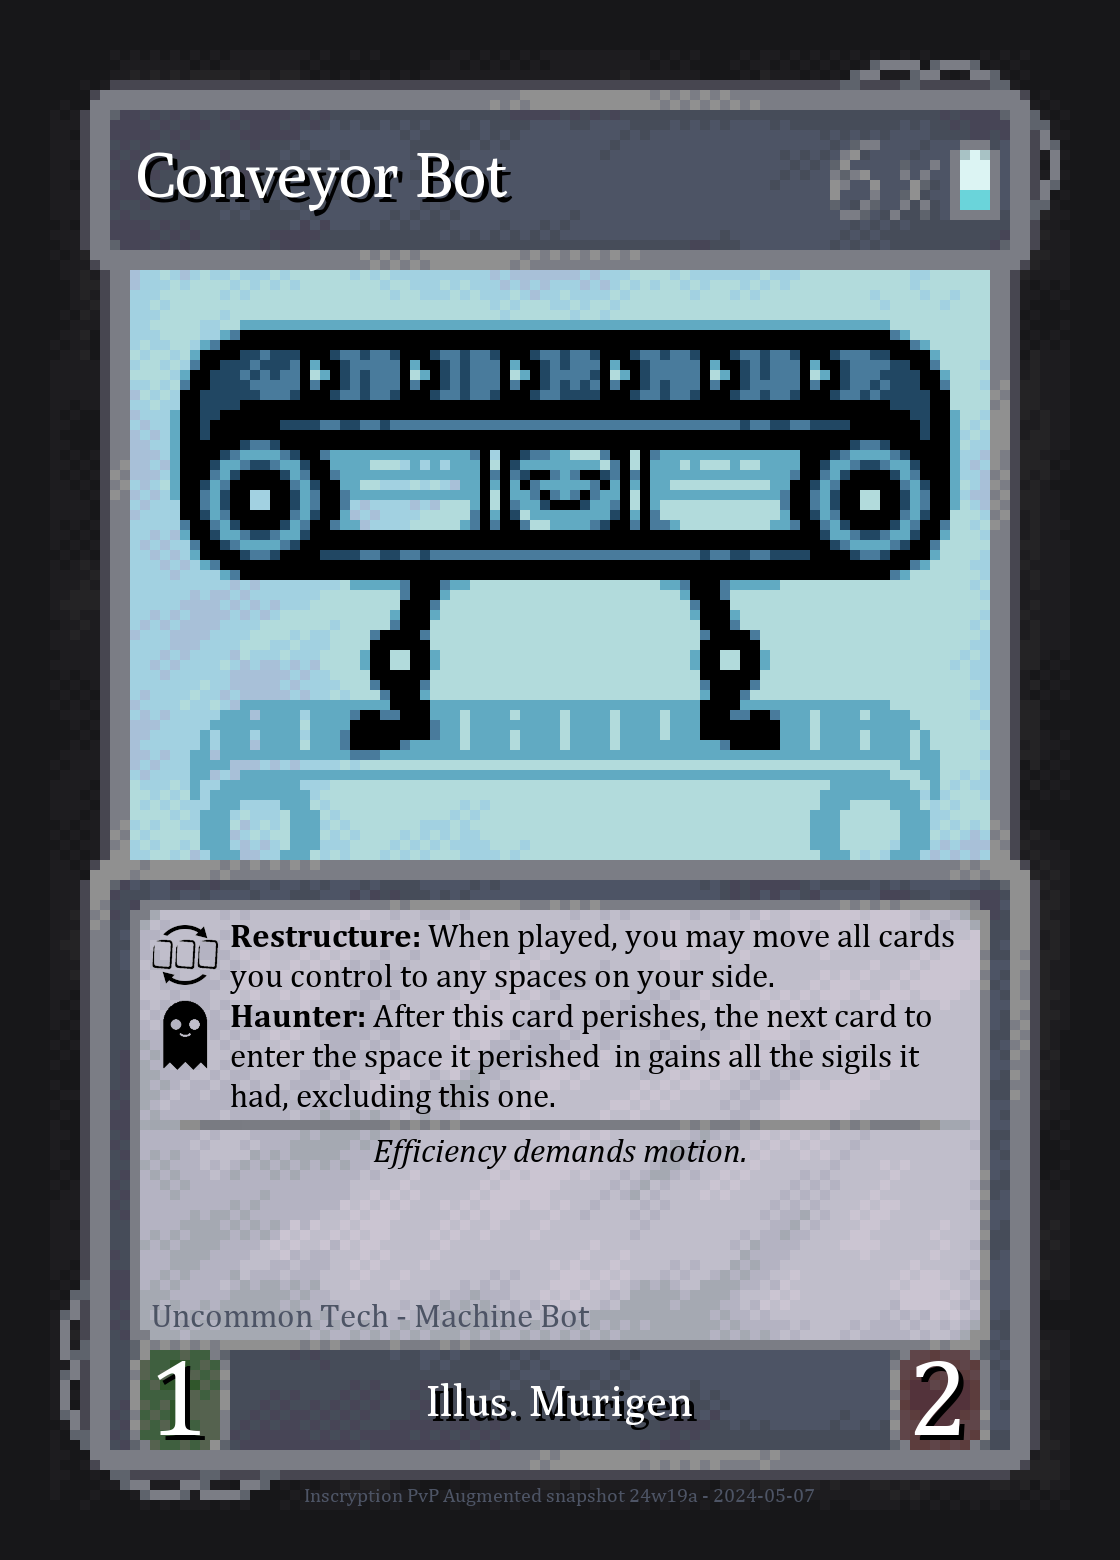 Conveyor Bot 6x
Restructure: When played, you may move all cards
you control to any spaces on your side.
Haunter: After this card perishes, the next card to
enter the space it perished  in gains all the sigils it
had, excluding this one.
Efficiency demands motion.
Uncommon Tech - Machine Bot
1 Illus. Murigen 2
Inscryption PvP Augmented snapshot 24w19a - 2024-05-07